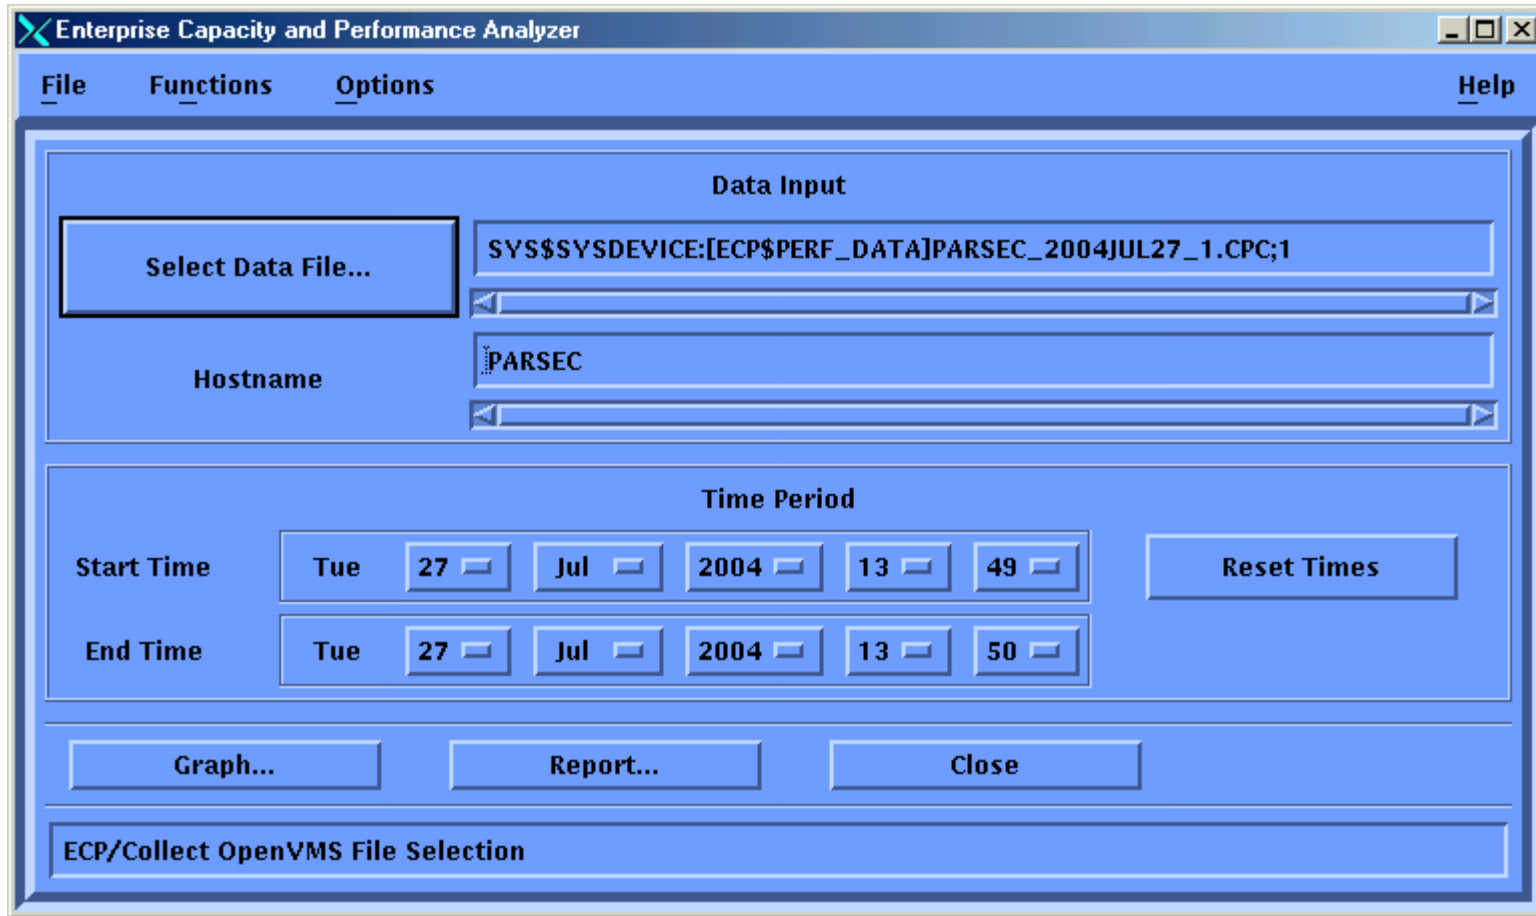 Enterprise Capacity and Performance Analyzer
File Functions Options Help
Data Input
Select Data File... SYS$SYSDEVICE:[ECP$PERF_DATA]PARSEC_2004JUL27_1.CPC;1
Hostname PARSEC
Time Period
Start Time Tue 27 Jul 2004 13 49 Reset Times
End Time Tue 27 Jul 2004 13 50
Graph... Report... Close
ECP/Collect OpenVMS File Selection